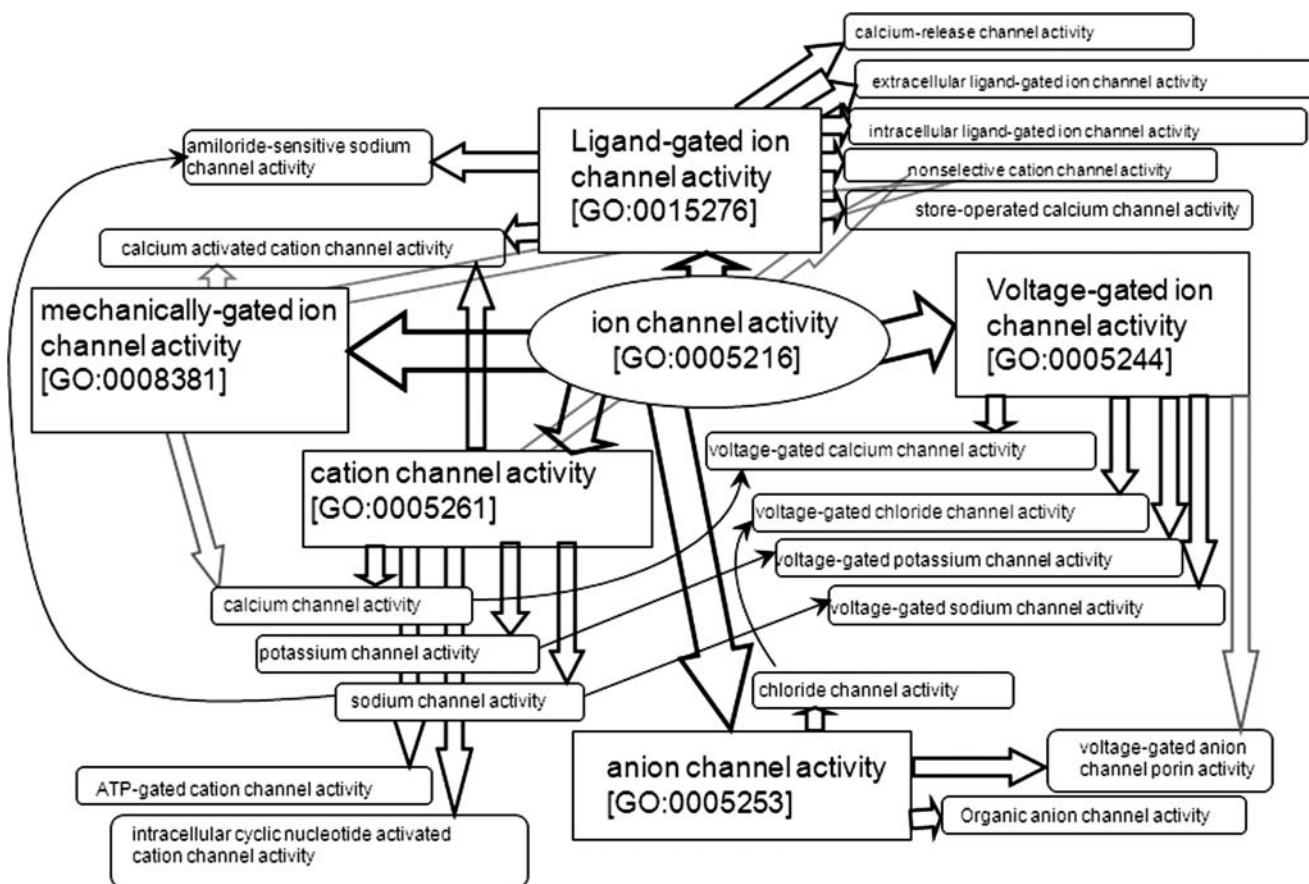 calcium-release channel activity
extracellular ligand-gated ion channel activity
intracellular ligand-gated ion channel activity
nonselective cation channel activity
store-operated calcium channel activity
Ligand-gated ion
channel activity
[GO:0015276]
amiloride-sensitive sodium
channel activity
calcium activated cation channel activity
mechanically-gated ion
channel activity
[GO:0008381]
ion channel activity
[GO:0005216]
Voltage-gated ion
channel activity
[GO:0005244]
cation channel activity
[GO:0005261]
voltage-gated calcium channel activity
voltage-gated chloride channel activity
voltage-gated potassium channel activity
voltage-gated sodium channel activity
calcium channel activity
potassium channel activity
sodium channel activity
chloride channel activity
ATP-gated cation channel activity
intracellular cyclic nucleotide activated
cation channel activity
anion channel activity
[GO:0005253]
voltage-gated anion
channel porin activity
Organic anion channel activity